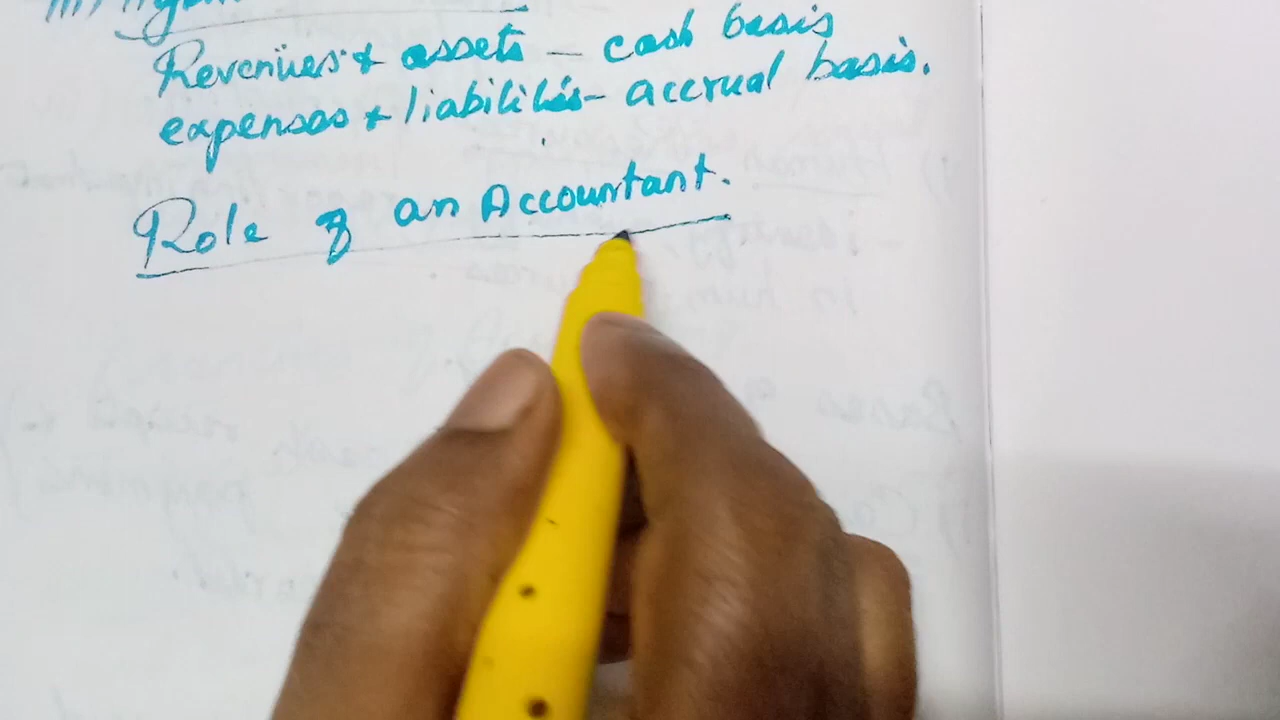 Revenues + assets – cash basis
expenses + liabilities – accrual basis.
Role of an Accountant.